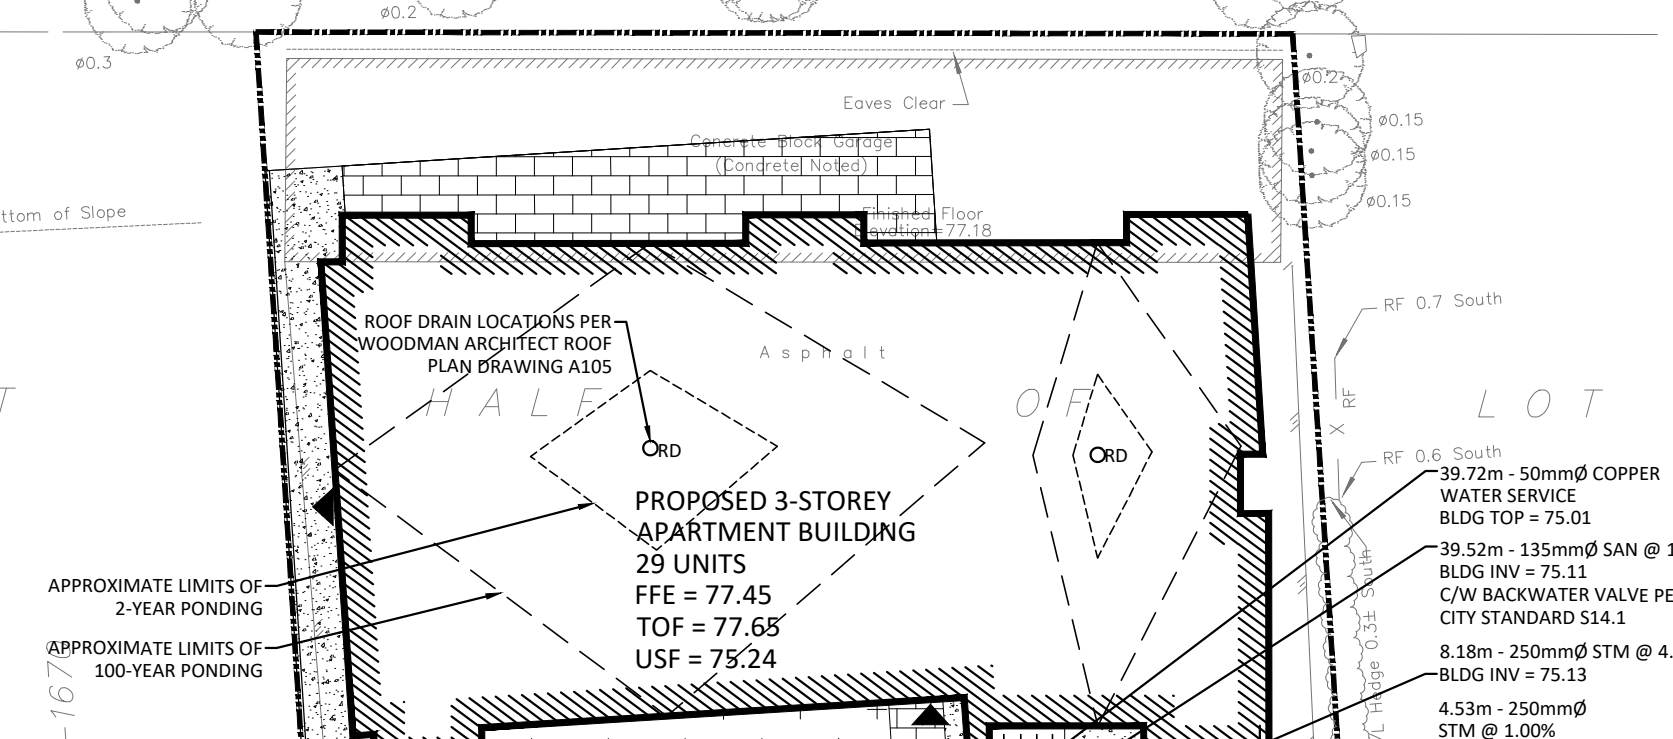 ø0.2
ø0.3
Eaves Clear
ø0.2
ø0.15
ø0.15
ø0.15
Concrete Block Garage
(Concrete Noted)
Finished Floor
Elevation=77.18
ttom of Slope
ROOF DRAIN LOCATIONS PER
WOODMAN ARCHITECT ROOF
PLAN DRAWING A105
Asphalt
HALF OF LOT
T
RF 0.7 South
RF
X
RF 0.6 South
RD
RD
PROPOSED 3-STOREY
APARTMENT BUILDING
29 UNITS
FFE = 77.45
TOF = 77.65
USF = 75.24
APPROXIMATE LIMITS OF
2-YEAR PONDING
APPROXIMATE LIMITS OF
100-YEAR PONDING
39.72m - 50mmØ COPPER
WATER SERVICE
BLDG TOP = 75.01
39.52m - 135mmØ SAN @ 1
BLDG INV = 75.11
C/W BACKWATER VALVE PE
CITY STANDARD S14.1
8.18m - 250mmØ STM @ 4.
BLDG INV = 75.13
4.53m - 250mmØ
STM @ 1.00%
Hedge 0.3± South